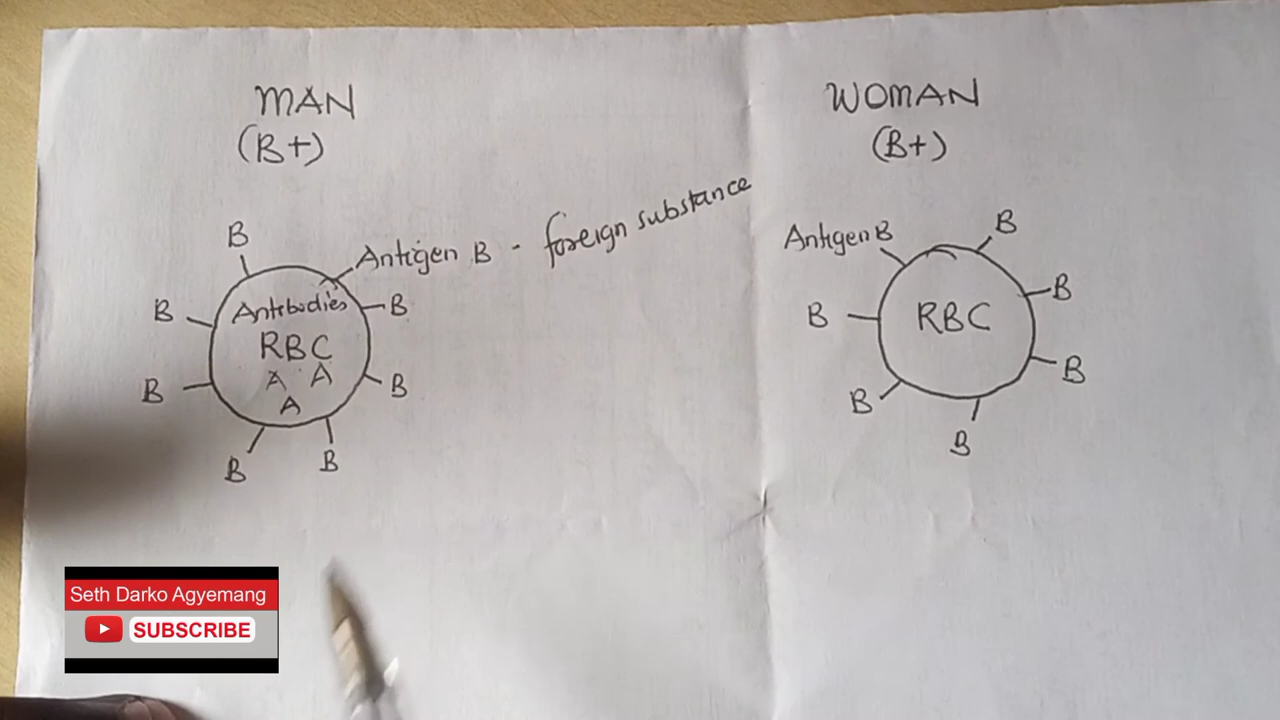 MAN
(B+)
WOMAN
(B+)
B
Antigen B - foreign substance
B
Antibodies
B
RBC
A A
A
B
B
B
B
Antigen B
B
B
RBC
B
B
B
B
Seth Darko Agyemang
SUBSCRIBE